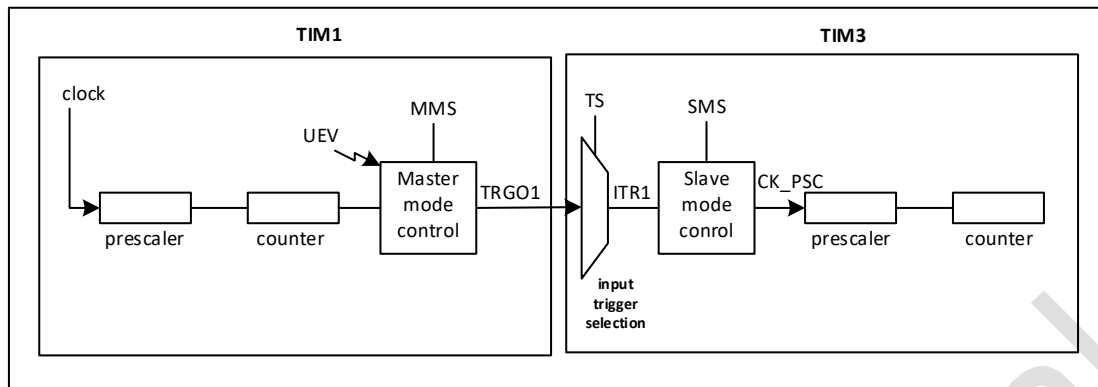 TIM1
TIM3
clock
MMS
UEV
TS
SMS
Master
mode
control
TRGO1
ITR1
Slave
mode
conrol
CK_PSC
prescaler
counter
prescaler
counter
input
trigger
selection